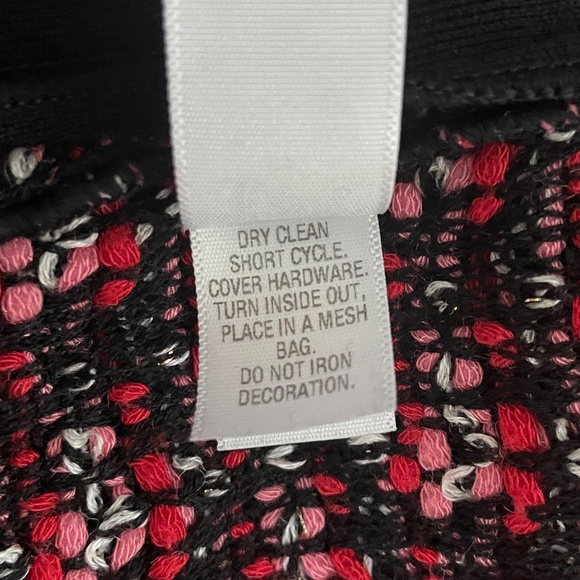 DRY CLEAN
SHORT CYCLE.
COVER HARDWARE.
TURN INSIDE OUT,
PLACE IN A MESH
BAG.
DO NOT IRON
DECORATION.